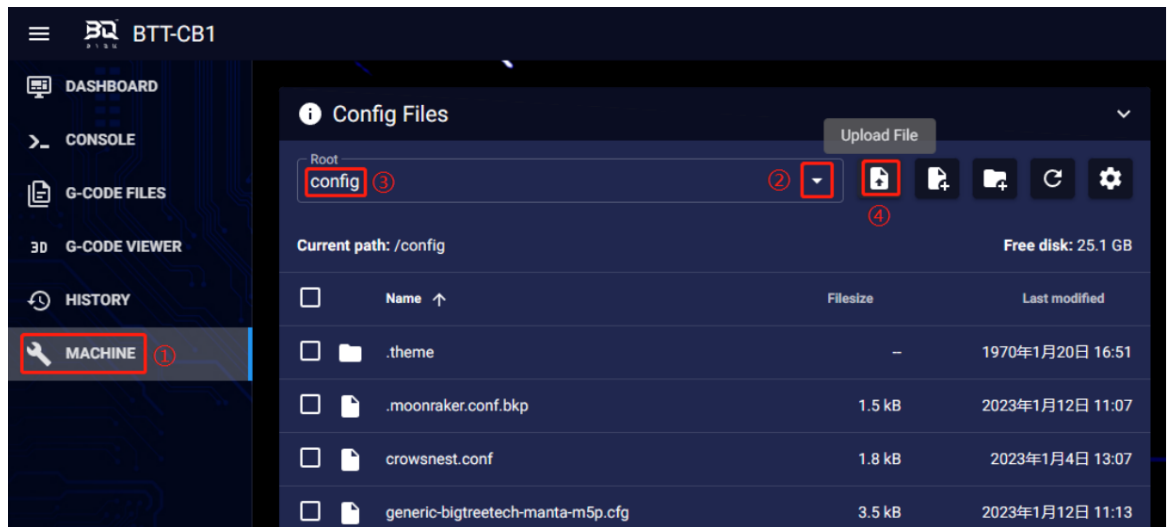 BTT-CB1
DASHBOARD
CONSOLE
G-CODE FILES
3D G-CODE VIEWER
HISTORY
MACHINE ①
Config Files
Upload File
Root
config ③ ② ④
Current path: /config Free disk: 25.1 GB
Name Filesize Last modified
.theme -- 1970年1月20日 16:51
.moonraker.conf.bkp 1.5 kB 2023年1月12日 11:07
crowsnest.conf 1.8 kB 2023年1月4日 13:07
generic-bigtreetech-manta-m5p.cfg 3.5 kB 2023年1月12日 11:13